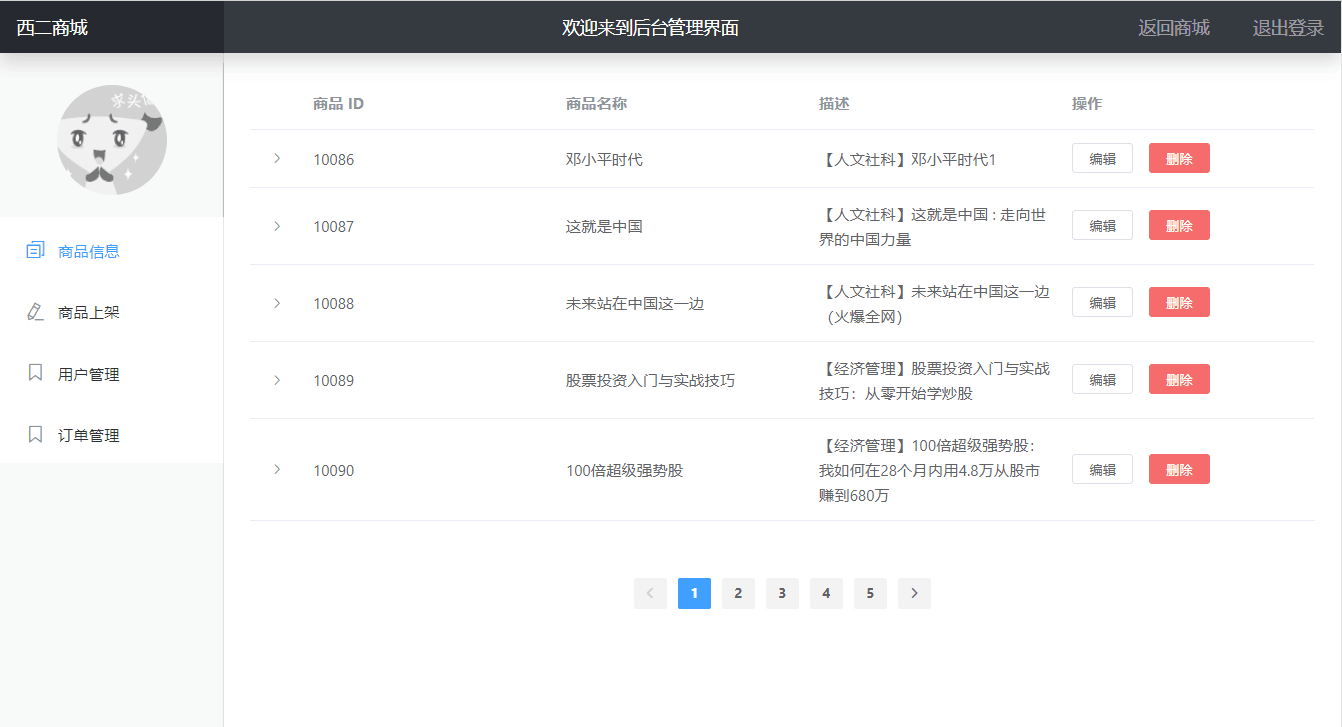 西二商城
欢迎来到后台管理界面
返回商城
退出登录
商品信息
商品上架
用户管理
订单管理
商品 ID 商品名称 描述 操作
10086 邓小平时代 【人文社科】邓小平时代1 编辑 删除
10087 这就是中国 【人文社科】这就是中国 : 走向世
界的中国力量 编辑 删除
10088 未来站在中国这一边 【人文社科】未来站在中国这一边
（火爆全网） 编辑 删除
10089 股票投资入门与实战技巧 【经济管理】股票投资入门与实战
技巧：从零开始学炒股 编辑 删除
10090 100倍超级强势股 【经济管理】100倍超级强势股：
我如何在28个月内用4.8万从股市
赚到680万 编辑 删除
1 2 3 4 5